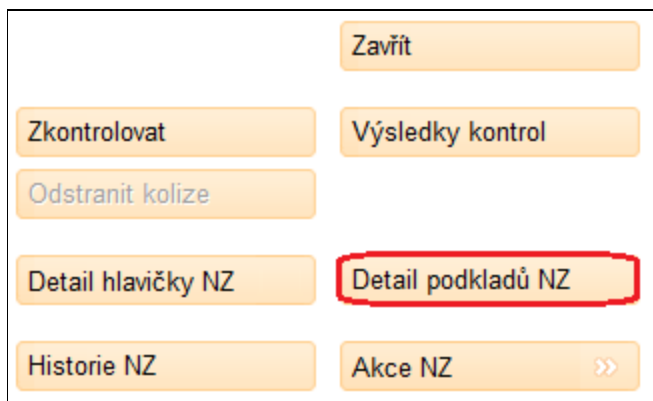 Zavřít
Zkontrolovat
Výsledky kontrol
Odstranit kolize
Detail hlavičky NZ
Detail podkladů NZ
Historie NZ
Akce NZ